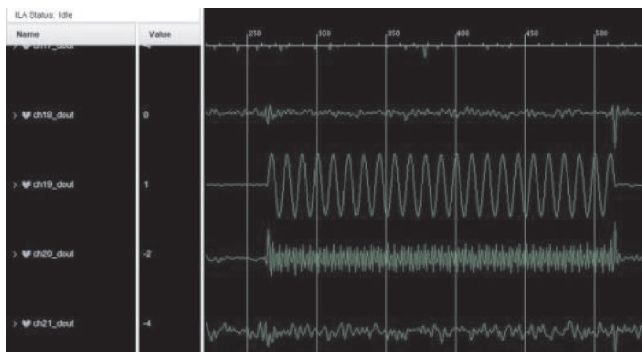 ILA Status: Idle
Name Value
250 300 350 400 450 500
ch18_dout 0
ch19_dout 1
ch20_dout -2
ch21_dout -4